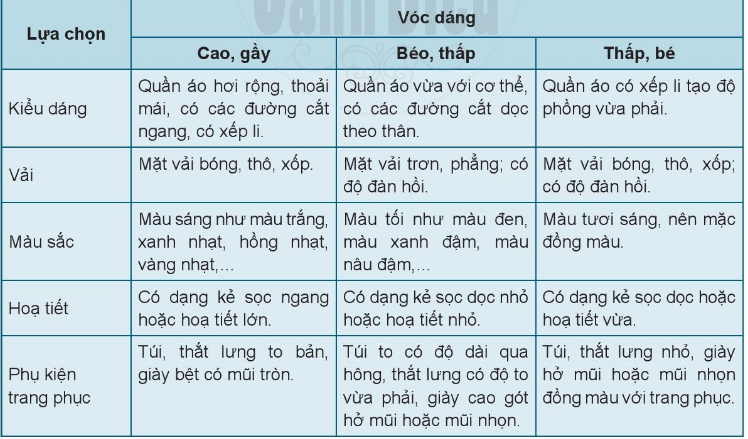 Cánh Diều
Lựa chọn
Vóc dáng
Cao, gầy
Béo, thấp
Thấp, bé
Kiểu dáng
Quần áo hơi rộng, thoải
mái, có các đường cắt
ngang, có xếp li.
Quần áo vừa với cơ thể,
có các đường cắt dọc
theo thân.
Quần áo có xếp li tạo độ
phồng vừa phải.
Vải
Mặt vải bóng, thô, xốp.
Mặt vải trơn, phẳng; có
độ đàn hồi.
Mặt vải bóng, thô, xốp;
có độ đàn hồi.
Màu sắc
Màu sáng như màu trắng,
xanh nhạt, hồng nhạt,
vàng nhạt,...
Màu tối như màu đen,
màu xanh đậm, màu
nâu đậm,...
Màu tươi sáng, nên mặc
đồng màu.
Hoạ tiết
Có dạng kẻ sọc ngang
hoặc hoạ tiết lớn.
Có dạng kẻ sọc dọc nhỏ
hoặc hoạ tiết nhỏ.
Có dạng kẻ sọc dọc hoặc
hoạ tiết vừa.
Phụ kiện
trang phục
Túi, thắt lưng to bản,
giày bệt có mũi tròn.
Túi to có độ dài qua
hông, thắt lưng có độ to
vừa phải, giày cao gót
hở mũi hoặc mũi nhọn.
Túi, thắt lưng nhỏ, giày
hở mũi hoặc mũi nhọn
đồng màu với trang phục.